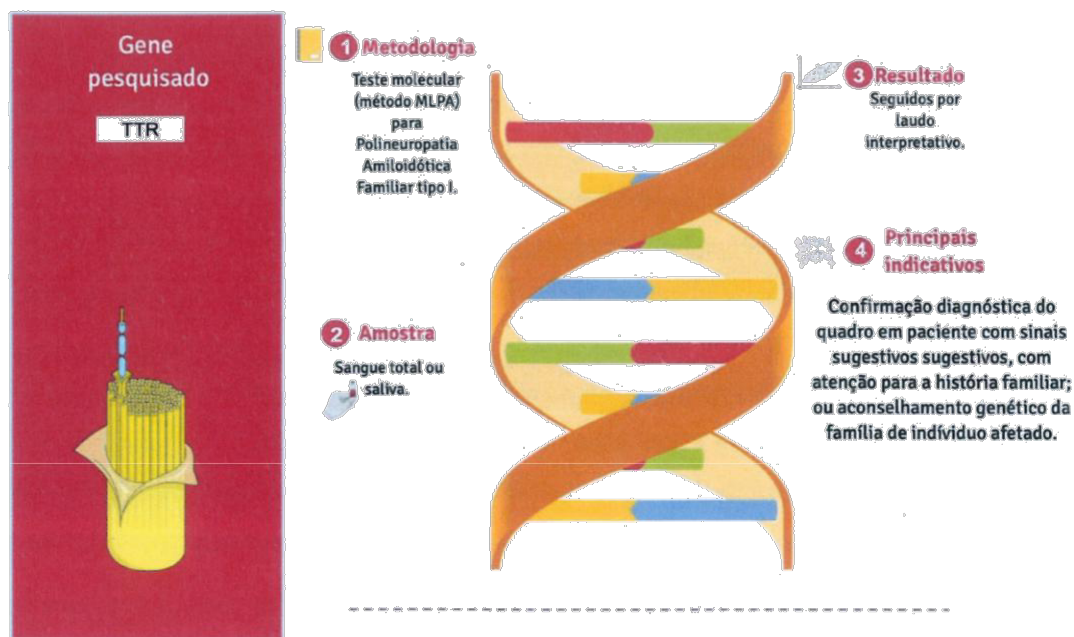 Gene
pesquisado
TTR
1 Metodologia
Teste molecular
(método MLPA)
para
Polineuropatia
Amiloidótica
Familiar tipo I.
2 Amostra
Sangue total ou
saliva.
3 Resultado
Seguidos por
laudo
interpretativo.
4 Principais
indicativos
Confirmação diagnóstica do
quadro em paciente com sinais
sugestivos sugestivos, com
atenção para a história familiar;
ou aconselhamento genético da
família de indíviduo afetado.